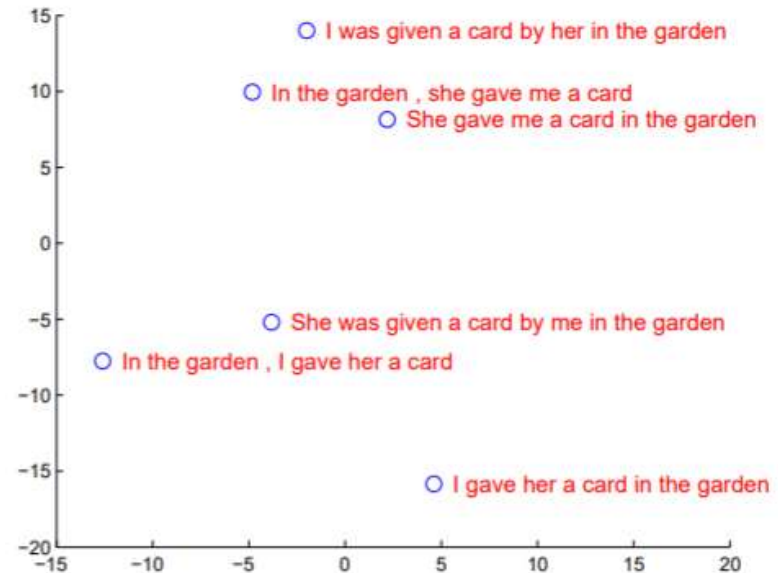 15
I was given a card by her in the garden
10
In the garden , she gave me a card
She gave me a card in the garden
5
0
−5
She was given a card by me in the garden
In the garden , I gave her a card
−10
−15
I gave her a card in the garden
−20
−15 −10 −5 0 5 10 15 20